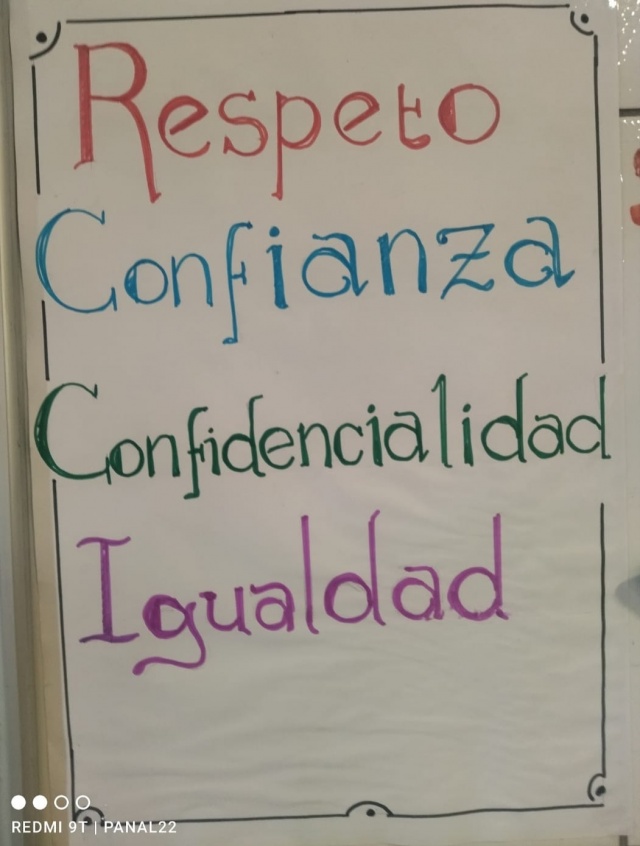 Respeto
Confianza
Confidencialidad
Igualdad
REDMI 9T | PANAL22